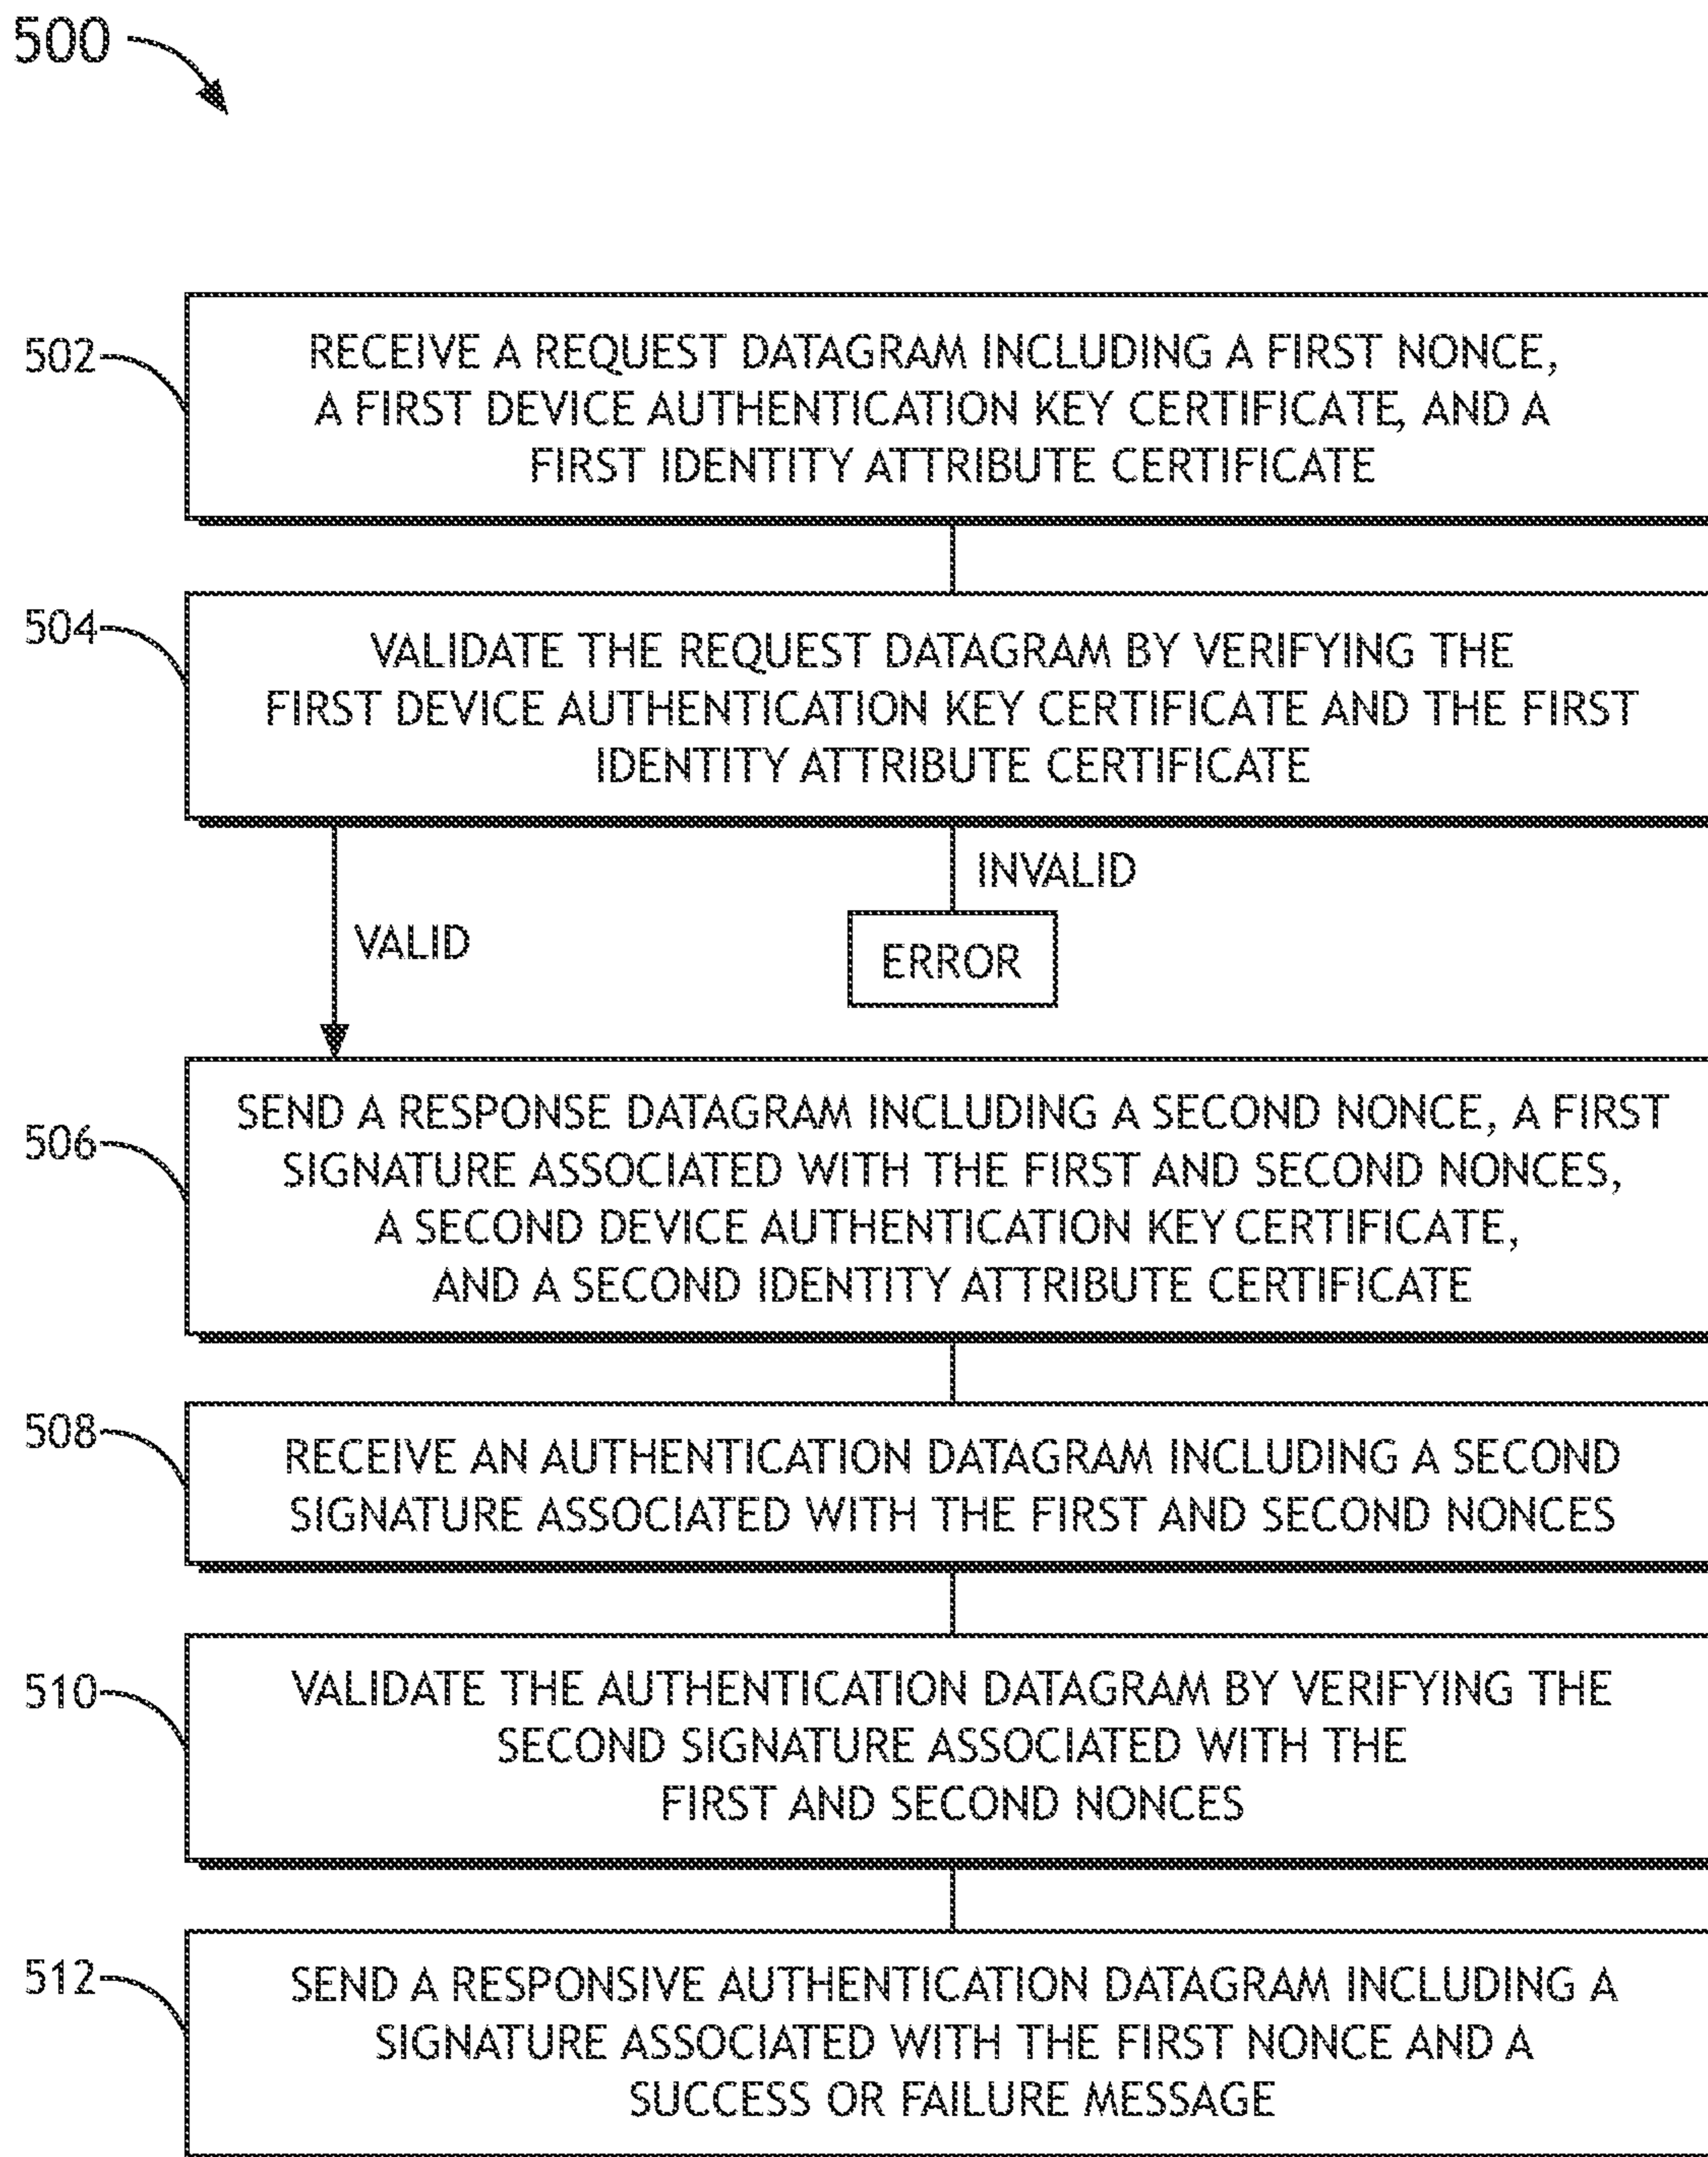 500
502
RECEIVE A REQUEST DATAGRAM INCLUDING A FIRST NONCE,
A FIRST DEVICE AUTHENTICATION KEY CERTIFICATE, AND A
FIRST IDENTITY ATTRIBUTE CERTIFICATE
504
VALIDATE THE REQUEST DATAGRAM BY VERIFYING THE
FIRST DEVICE AUTHENTICATION KEY CERTIFICATE AND THE FIRST
IDENTITY ATTRIBUTE CERTIFICATE
INVALID
VALID
ERROR
506
SEND A RESPONSE DATAGRAM INCLUDING A SECOND NONCE, A FIRST
SIGNATURE ASSOCIATED WITH THE FIRST AND SECOND NONCES,
A SECOND DEVICE AUTHENTICATION KEY CERTIFICATE,
AND A SECOND IDENTITY ATTRIBUTE CERTIFICATE
508
RECEIVE AN AUTHENTICATION DATAGRAM INCLUDING A SECOND
SIGNATURE ASSOCIATED WITH THE FIRST AND SECOND NONCES
510
VALIDATE THE AUTHENTICATION DATAGRAM BY VERIFYING THE
SECOND SIGNATURE ASSOCIATED WITH THE
FIRST AND SECOND NONCES
512
SEND A RESPONSIVE AUTHENTICATION DATAGRAM INCLUDING A
SIGNATURE ASSOCIATED WITH THE FIRST NONCE AND A
SUCCESS OR FAILURE MESSAGE